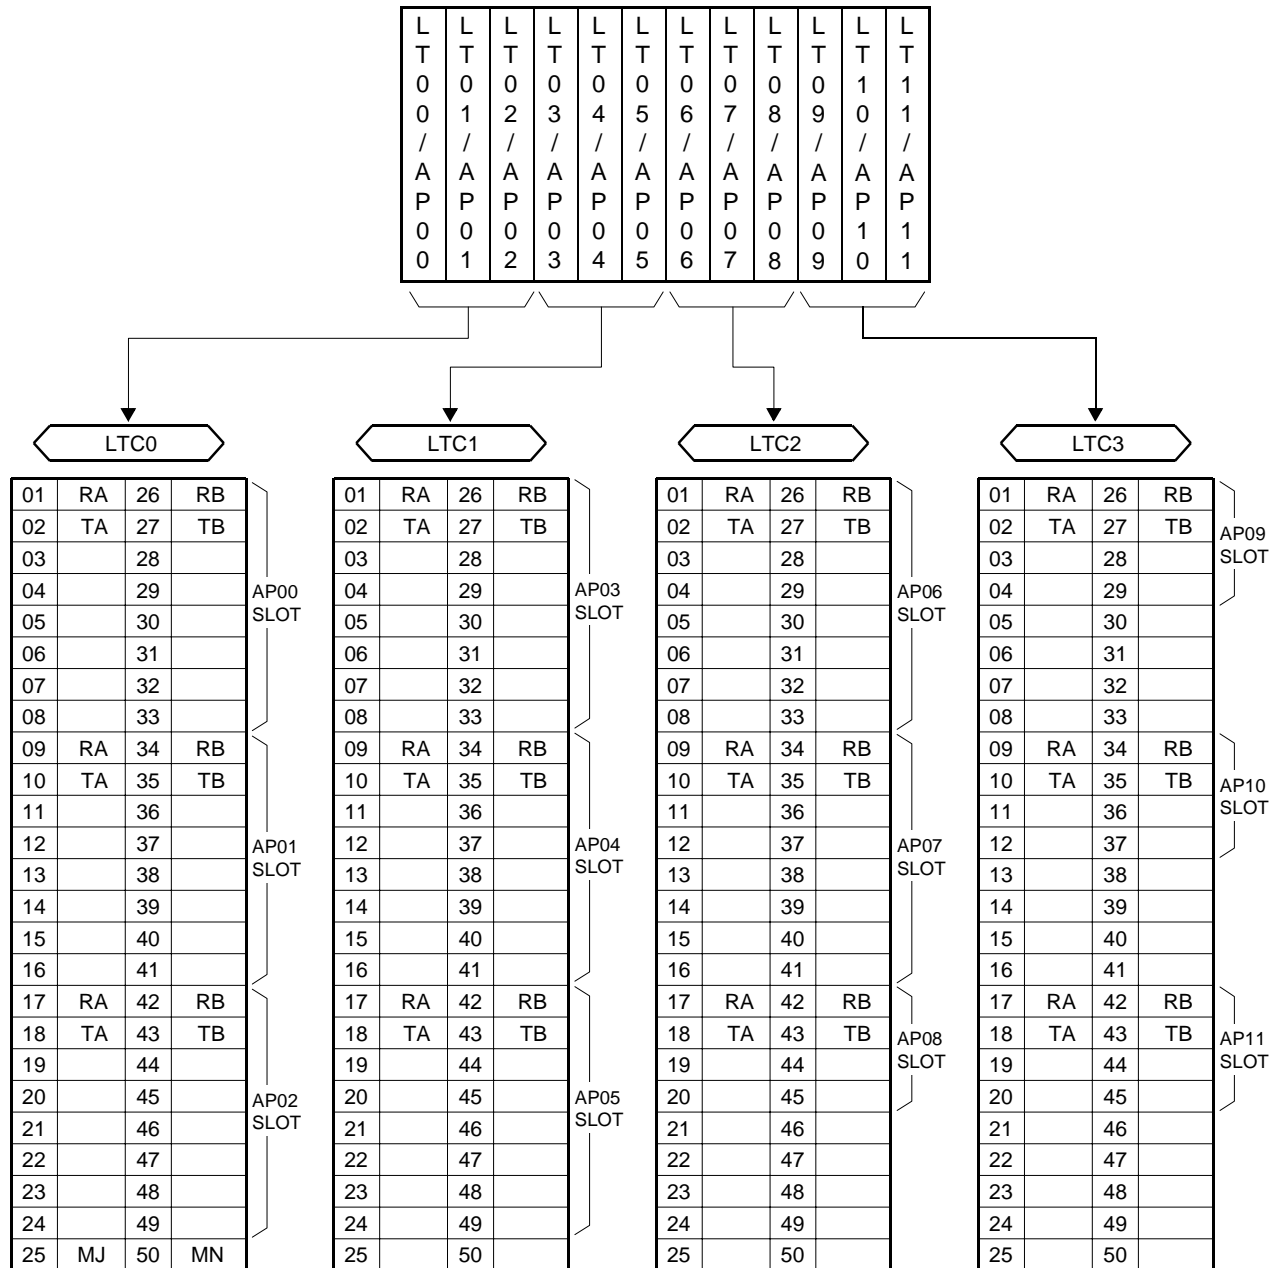 LT00/AP00
LT01/AP01
LT02/AP02
LT03/AP03
LT04/AP04
LT05/AP05
LT06/AP06
LT07/AP07
LT08/AP08
LT09/AP09
LT10/AP10
LT11/AP11
LTC0
01 RA 26 RB
02 TA 27 TB
03 28
04 29
05 30
06 31
07 32
08 33
AP00
SLOT
09 RA 34 RB
10 TA 35 TB
11 36
12 37
13 38
14 39
15 40
16 41
AP01
SLOT
17 RA 42 RB
18 TA 43 TB
19 44
20 45
21 46
22 47
23 48
24 49
AP02
SLOT
25 MJ 50 MN
LTC1
01 RA 26 RB
02 TA 27 TB
03 28
04 29
05 30
06 31
07 32
08 33
AP03
SLOT
09 RA 34 RB
10 TA 35 TB
11 36
12 37
13 38
14 39
15 40
16 41
AP04
SLOT
17 RA 42 RB
18 TA 43 TB
19 44
20 45
21 46
22 47
23 48
24 49
AP05
SLOT
25 50
LTC2
01 RA 26 RB
02 TA 27 TB
03 28
04 29
05 30
06 31
07 32
08 33
AP06
SLOT
09 RA 34 RB
10 TA 35 TB
11 36
12 37
13 38
14 39
15 40
16 41
AP07
SLOT
17 RA 42 RB
18 TA 43 TB
19 44
20 45
AP08
SLOT
21 46
22 47
23 48
24 49
25 50
LTC3
01 RA 26 RB
02 TA 27 TB
03 28
04 29
AP09
SLOT
05 30
06 31
07 32
08 33
09 RA 34 RB
10 TA 35 TB
11 36
12 37
AP10
SLOT
13 38
14 39
15 40
16 41
17 RA 42 RB
18 TA 43 TB
19 44
20 45
AP11
SLOT
21 46
22 47
23 48
24 49
25 50